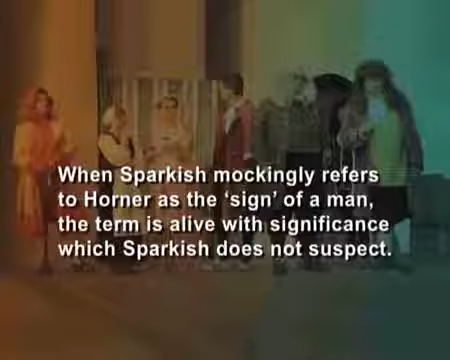 When Sparkish mockingly refers
to Horner as the ‘sign’ of a man,
the term is alive with significance
which Sparkish does not suspect.